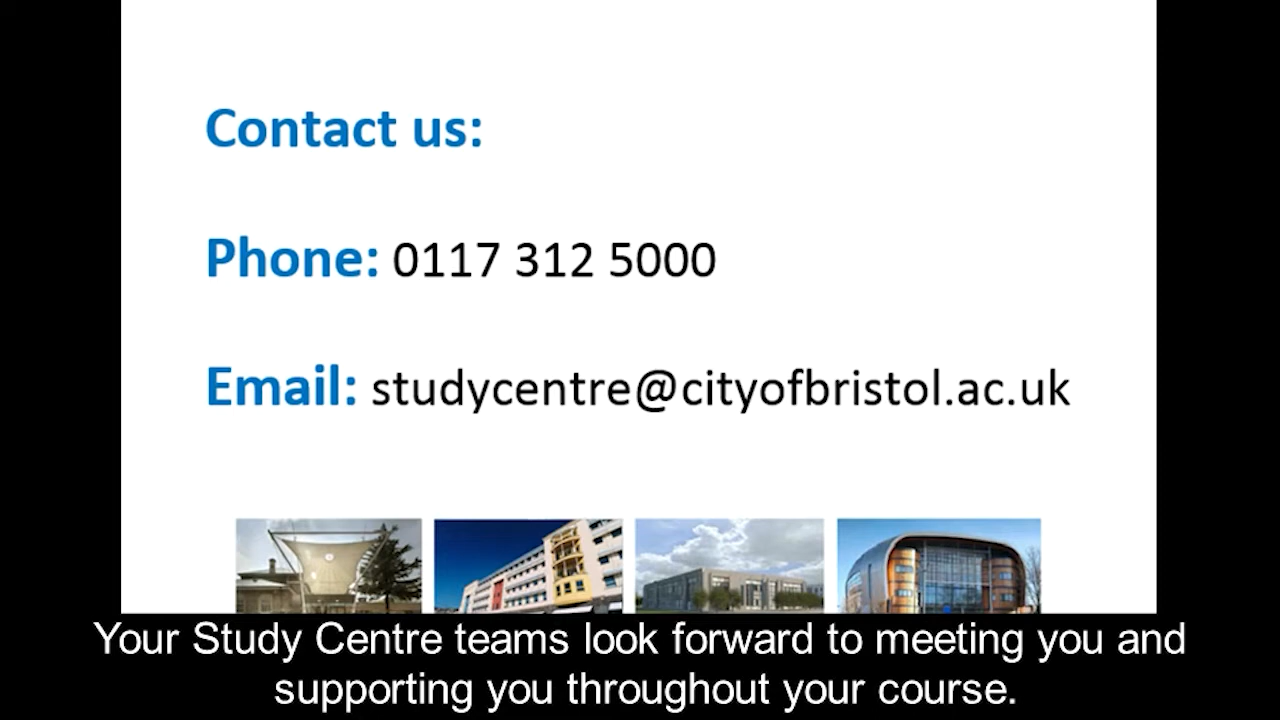 Contact us:
Phone: 0117 312 5000
Email: studycentre@cityofbristol.ac.uk
Your Study Centre teams look forward to meeting you and
supporting you throughout your course.